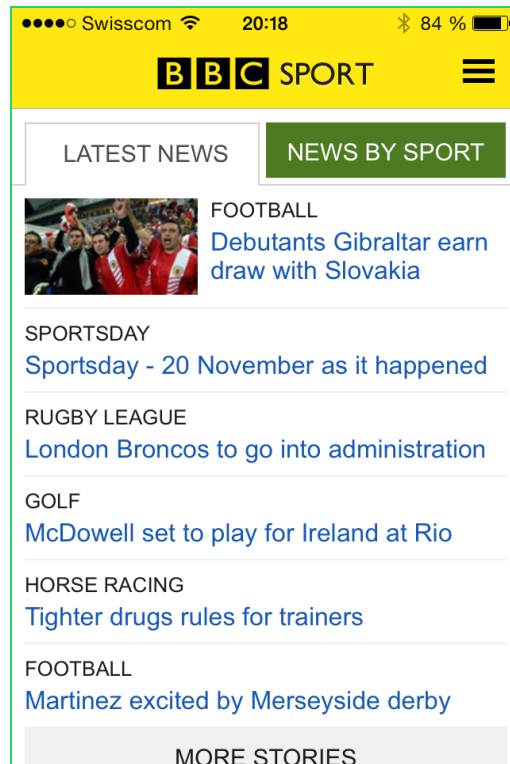 Swisscom 20:18 84 %
BBC SPORT
LATEST NEWS
NEWS BY SPORT
FOOTBALL
Debutants Gibraltar earn
draw with Slovakia
SPORTSDAY
Sportsday - 20 November as it happened
RUGBY LEAGUE
London Broncos to go into administration
GOLF
McDowell set to play for Ireland at Rio
HORSE RACING
Tighter drugs rules for trainers
FOOTBALL
Martinez excited by Merseyside derby
MORE STORIES